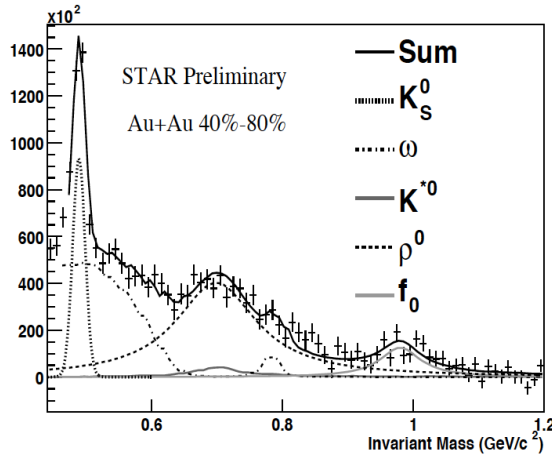 ×10²
1400
1200
1000
800
600
400
200
0
STAR Preliminary
Au+Au 40%-80%
Sum
K⁰S
ω
K*⁰
ρ⁰
f₀
0.6 0.8 1 1.2
Invariant Mass (GeV/c²)